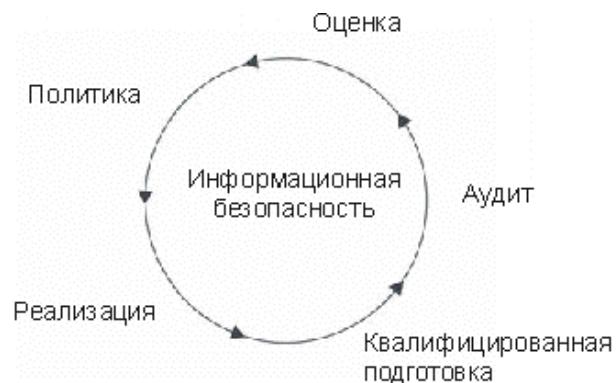 Оценка
Политика
Информационная
безопасность
Аудит
Реализация
Квалифицированная
подготовка